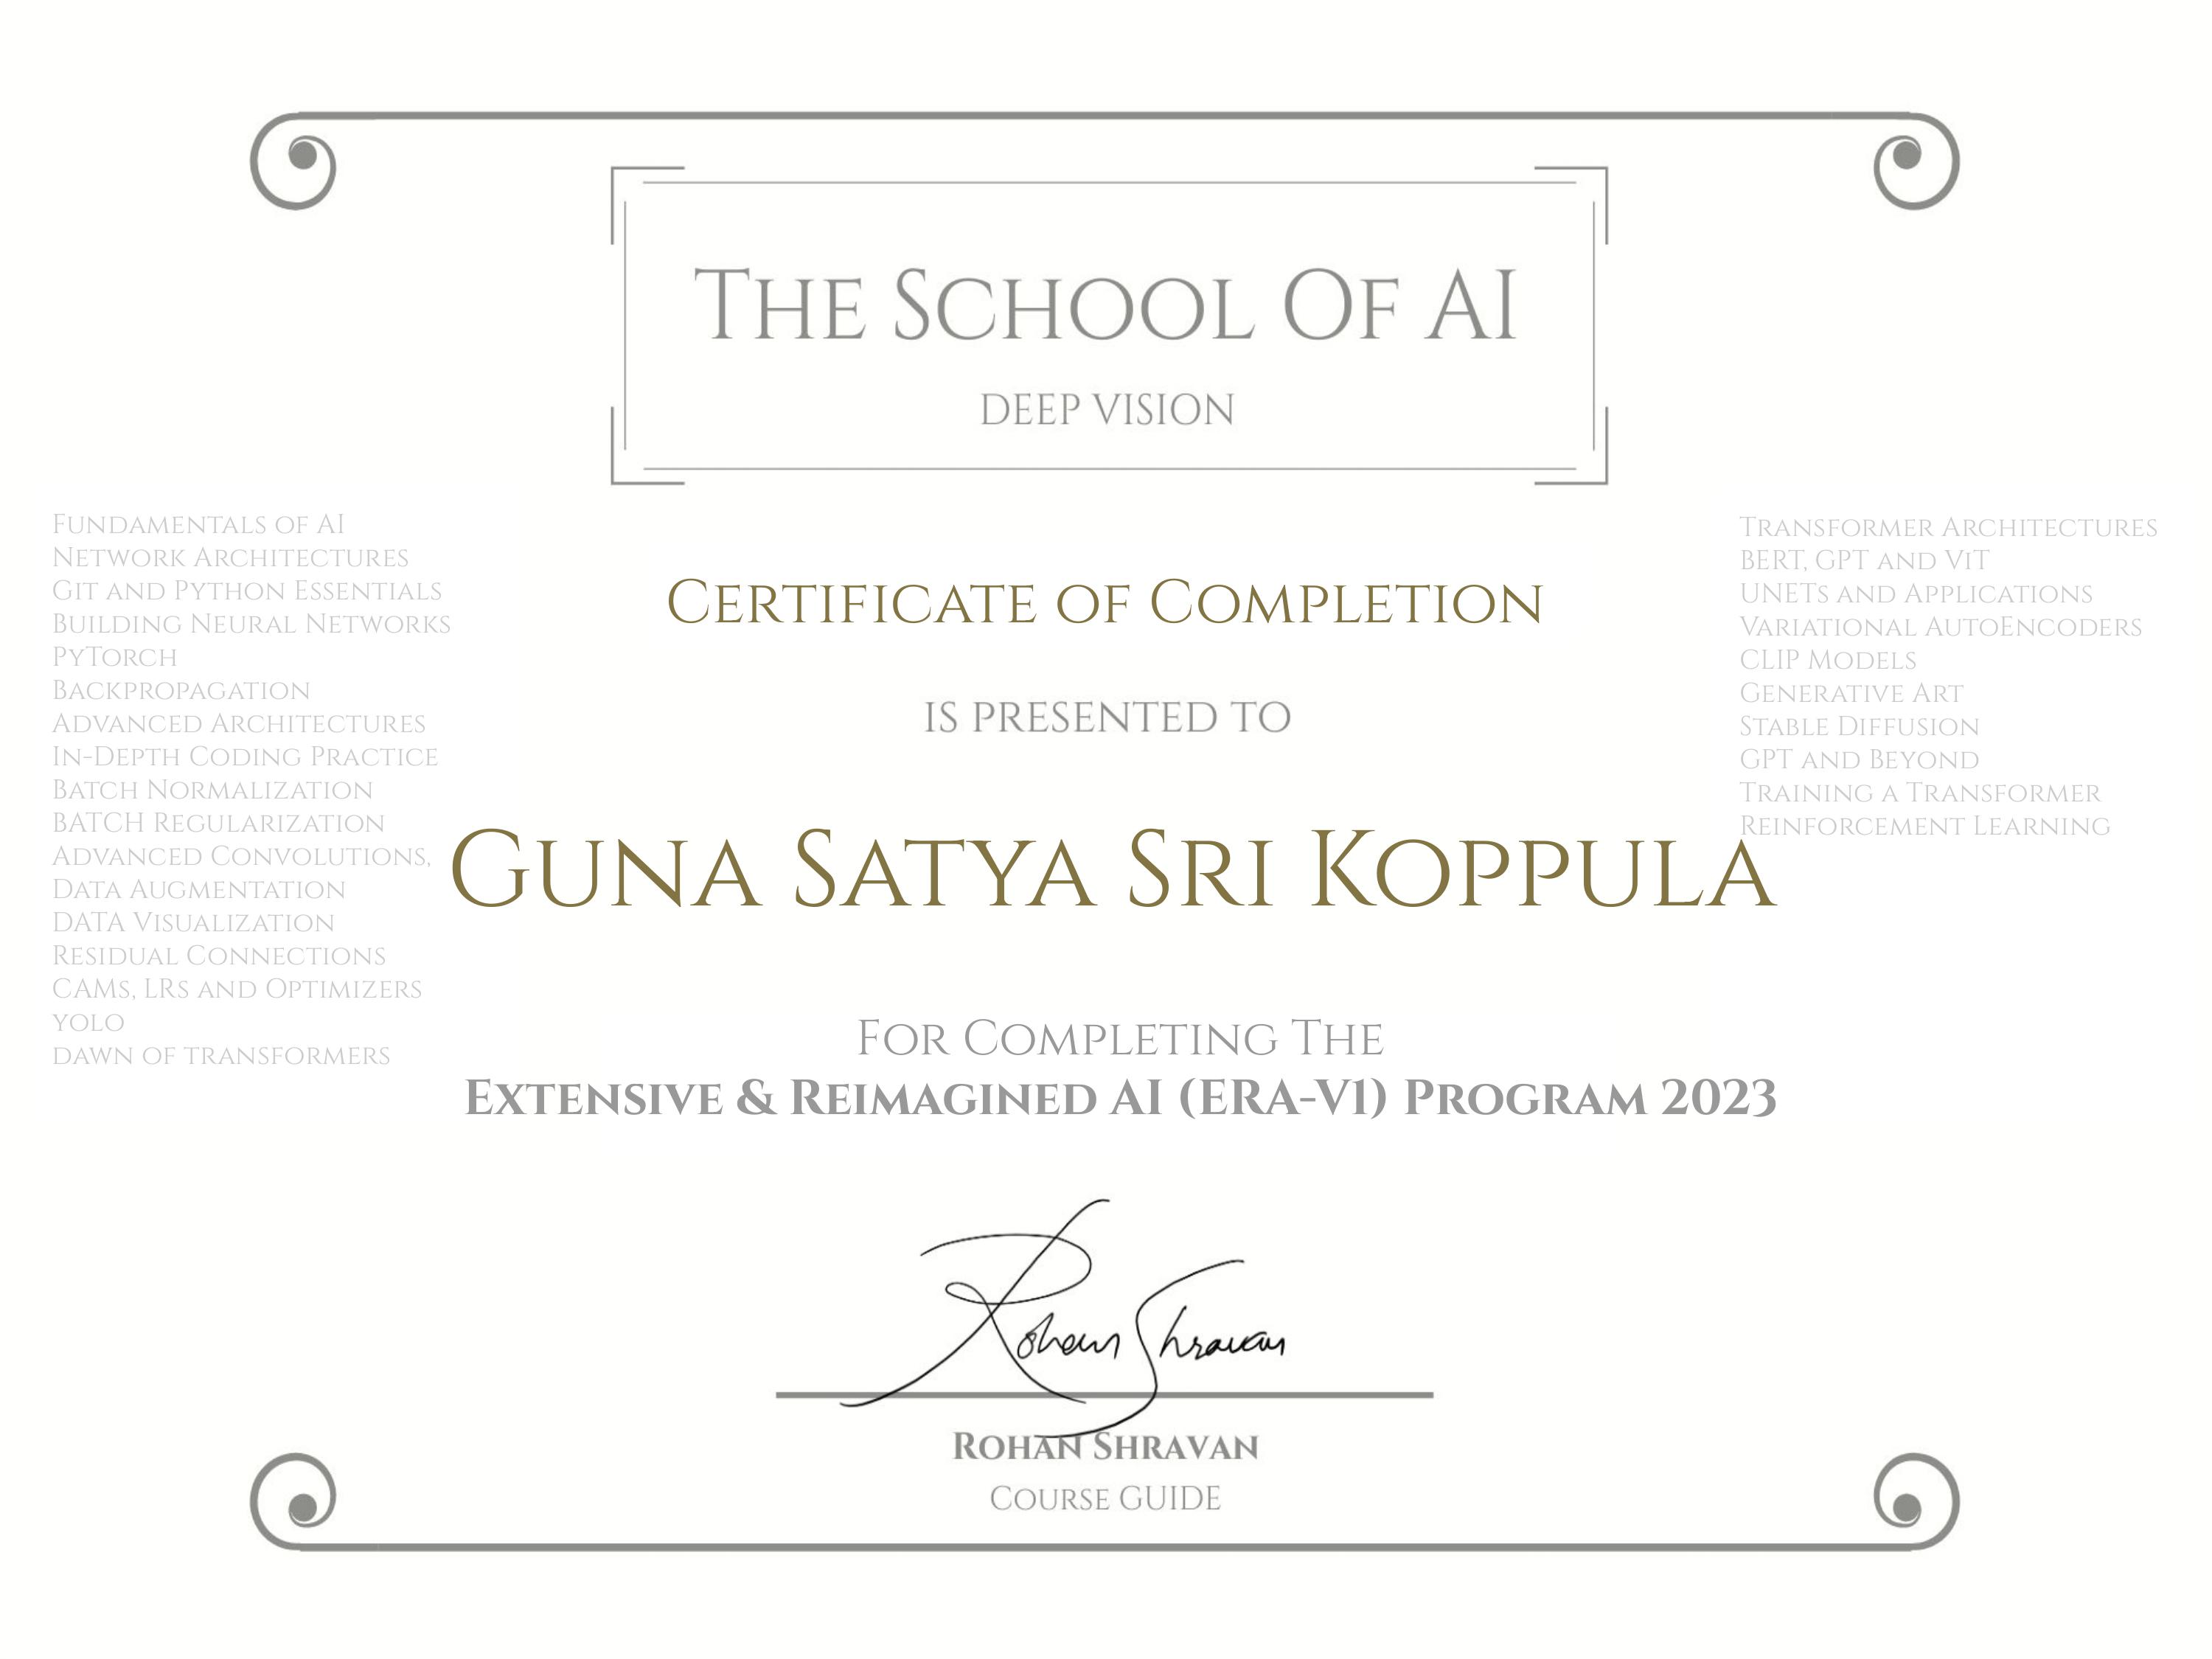 The School Of AI
DEEP VISION
Fundamentals of AI
Network Architectures
Git and Python Essentials
Building Neural Networks
PyTorch
Backpropagation
Advanced Architectures
In-Depth Coding Practice
Batch Normalization
BATCH Regularization
Advanced Convolutions,
Data Augmentation
DATA Visualization
Residual Connections
CAMs, LRs and Optimizers
YOLO
DAWN OF TRANSFORMERS
Transformer Architectures
BERT, GPT and ViT
UNETs and Applications
Variational AutoEncoders
CLIP Models
Generative Art
Stable Diffusion
GPT and Beyond
Training a Transformer
Reinforcement Learning
Certificate of Completion
IS PRESENTED TO
Guna Satya Sri Koppula
For Completing The
Extensive & Reimagined AI (ERA-V1) Program 2023
Rohan Shravan
Rohan Shravan
Course GUIDE